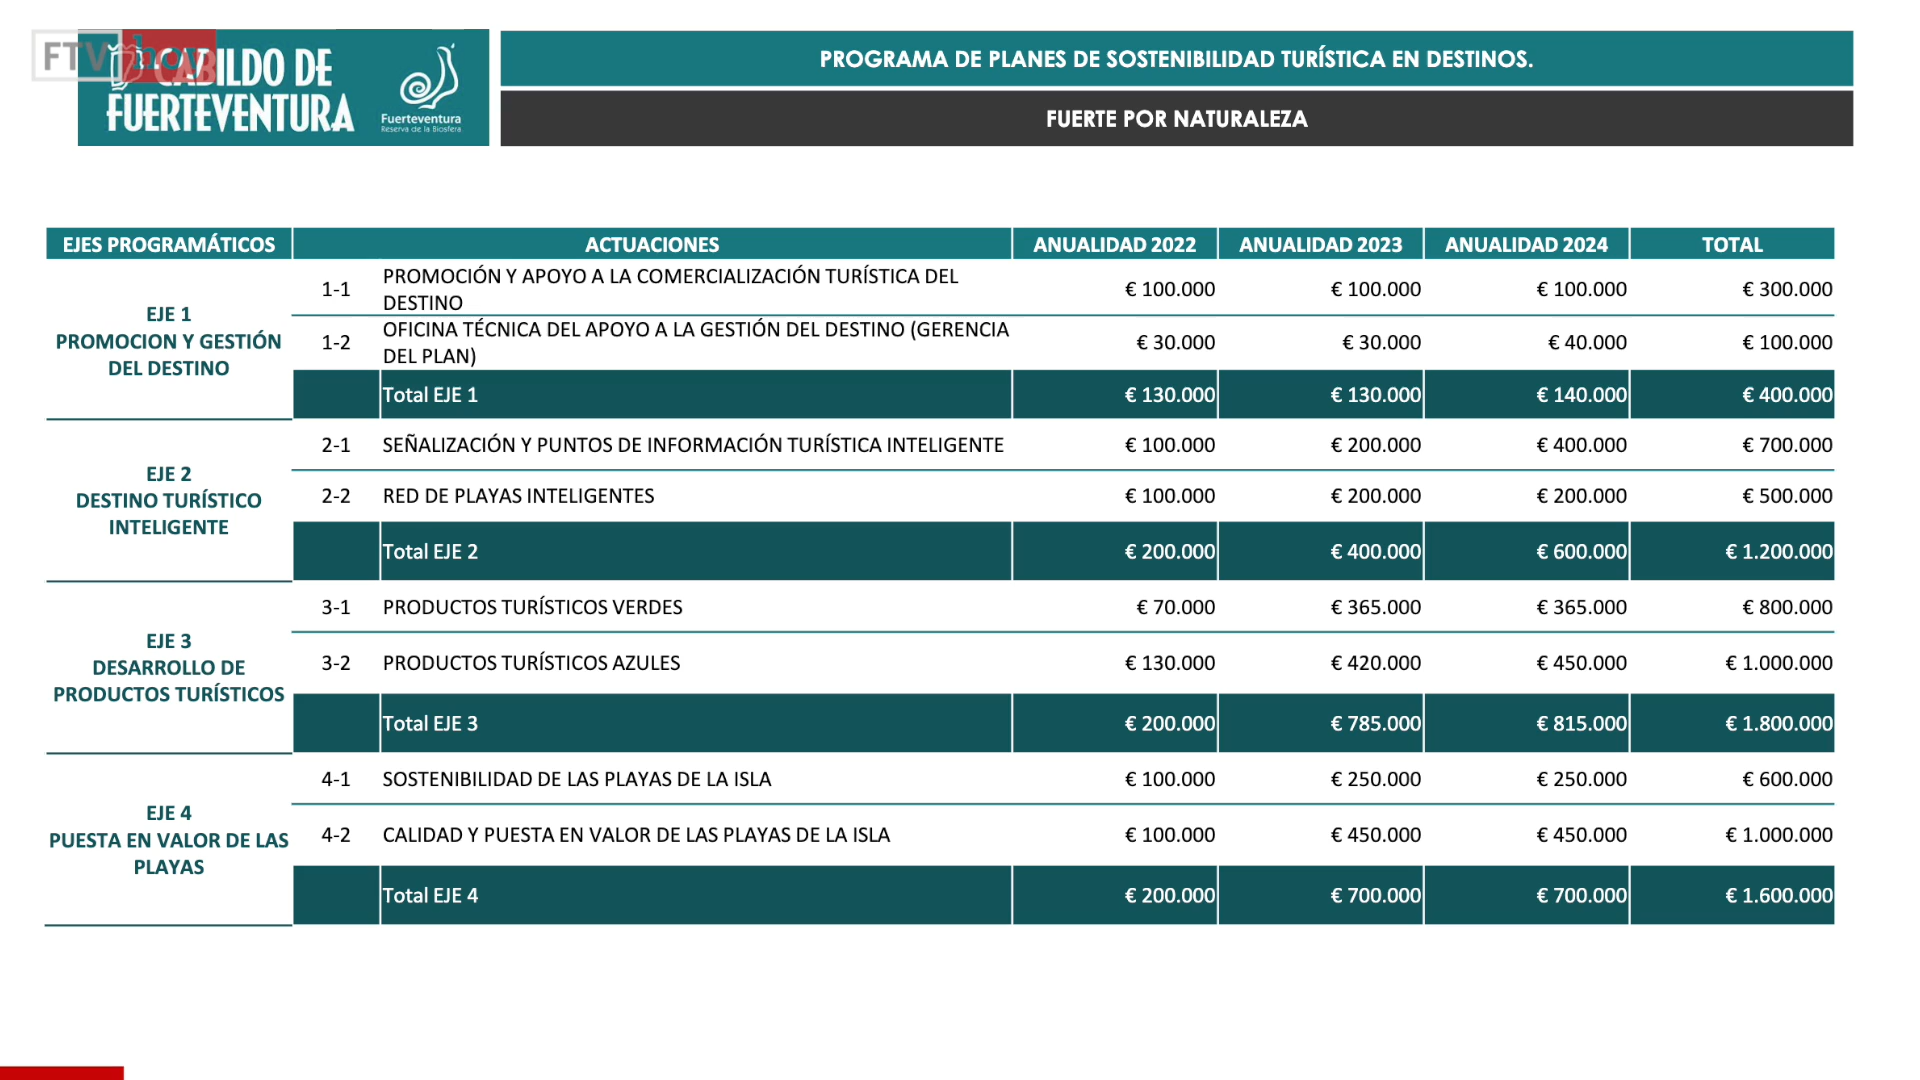 FTV hoy
CABILDO DE
FUERTEVENTURA
Fuerteventura
Reserva de la Biosfera
PROGRAMA DE PLANES DE SOSTENIBILIDAD TURÍSTICA EN DESTINOS.
FUERTE POR NATURALEZA
EJES PROGRAMÁTICOS ACTUACIONES ANUALIDAD 2022 ANUALIDAD 2023 ANUALIDAD 2024 TOTAL
EJE 1
PROMOCION Y GESTIÓN
DEL DESTINO
1-1 PROMOCIÓN Y APOYO A LA COMERCIALIZACIÓN TURÍSTICA DEL
DESTINO
€ 100.000 € 100.000 € 100.000 € 300.000
1-2 OFICINA TÉCNICA DEL APOYO A LA GESTIÓN DEL DESTINO (GERENCIA
DEL PLAN)
€ 30.000 € 30.000 € 40.000 € 100.000
Total EJE 1 € 130.000 € 130.000 € 140.000 € 400.000
EJE 2
DESTINO TURÍSTICO
INTELIGENTE
2-1 SEÑALIZACIÓN Y PUNTOS DE INFORMACIÓN TURÍSTICA INTELIGENTE € 100.000 € 200.000 € 400.000 € 700.000
2-2 RED DE PLAYAS INTELIGENTES € 100.000 € 200.000 € 200.000 € 500.000
Total EJE 2 € 200.000 € 400.000 € 600.000 € 1.200.000
EJE 3
DESARROLLO DE
PRODUCTOS TURÍSTICOS
3-1 PRODUCTOS TURÍSTICOS VERDES € 70.000 € 365.000 € 365.000 € 800.000
3-2 PRODUCTOS TURÍSTICOS AZULES € 130.000 € 420.000 € 450.000 € 1.000.000
Total EJE 3 € 200.000 € 785.000 € 815.000 € 1.800.000
EJE 4
PUESTA EN VALOR DE LAS
PLAYAS
4-1 SOSTENIBILIDAD DE LAS PLAYAS DE LA ISLA € 100.000 € 250.000 € 250.000 € 600.000
4-2 CALIDAD Y PUESTA EN VALOR DE LAS PLAYAS DE LA ISLA € 100.000 € 450.000 € 450.000 € 1.000.000
Total EJE 4 € 200.000 € 700.000 € 700.000 € 1.600.000